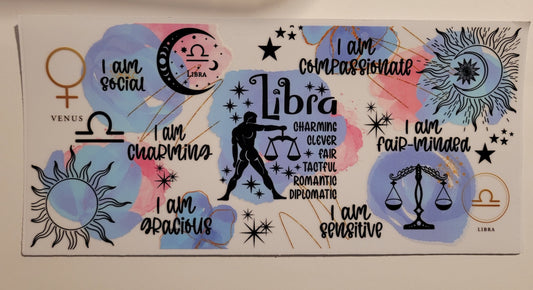 I am
social
VENUS
LIBRA
I am
charming
I am
gracious
Libra
CHARMING
CLEVER
FAIR
TACTFUL
ROMANTIC
DIPLOMATIC
I am
compassionate
I am
fair-minded
I am
sensitive
LIBRA